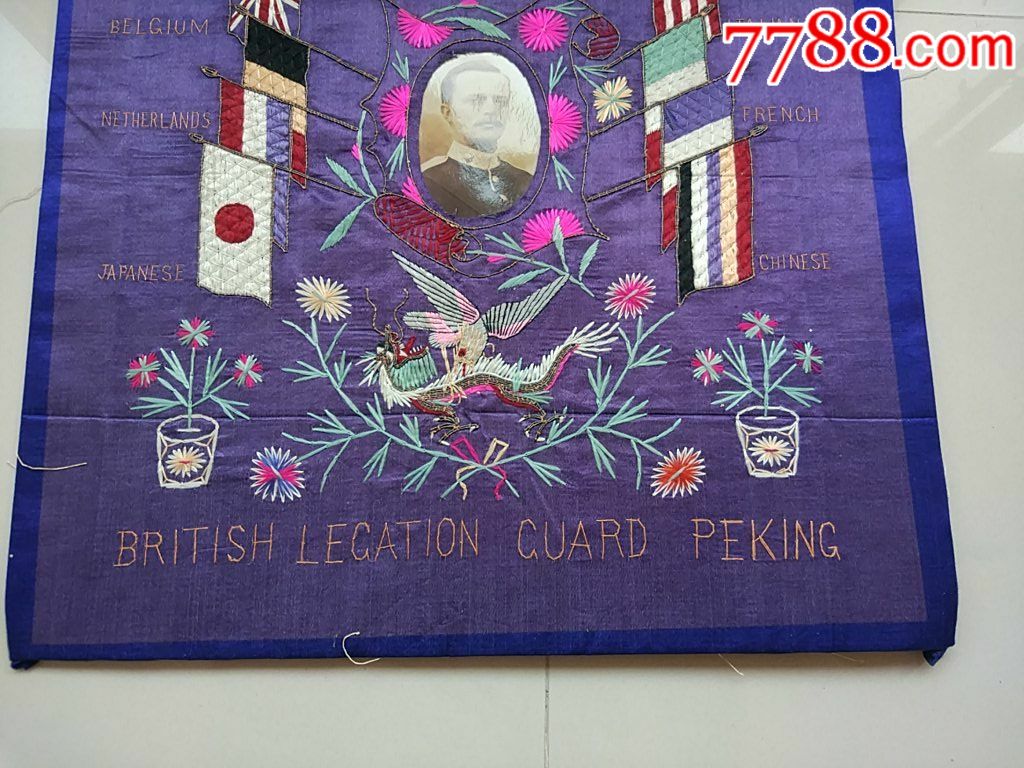 7788.com
BELGIUM
NETHERLANDS
FRENCH
JAPANESE
CHINESE
BRITISH LEGATION GUARD PEKING